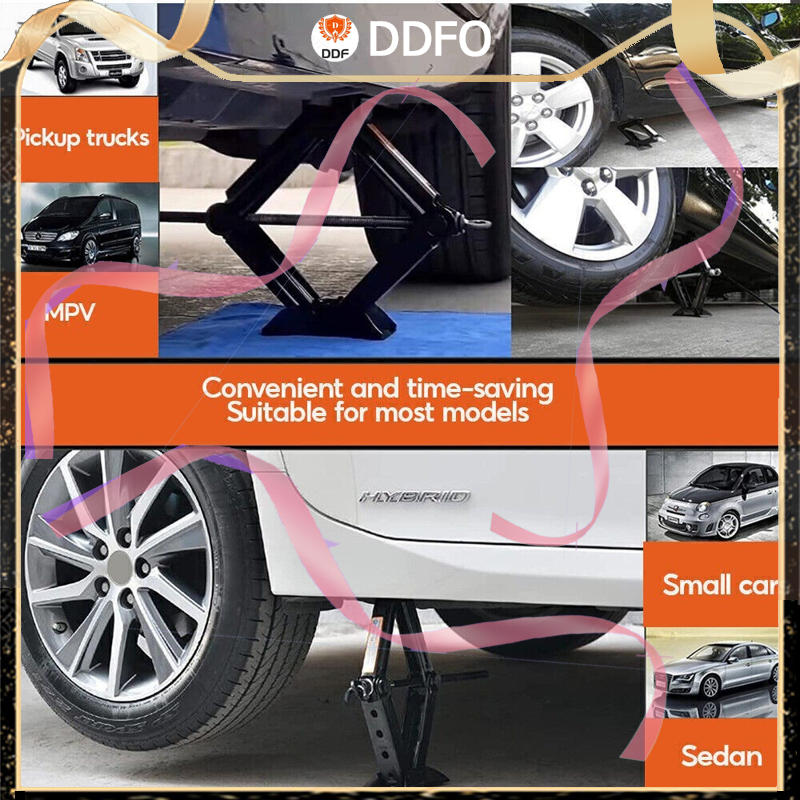 DDF
DDFO
Pickup trucks
MPV
Convenient and time-saving
Suitable for most models
HYBRID
Small car
Sedan